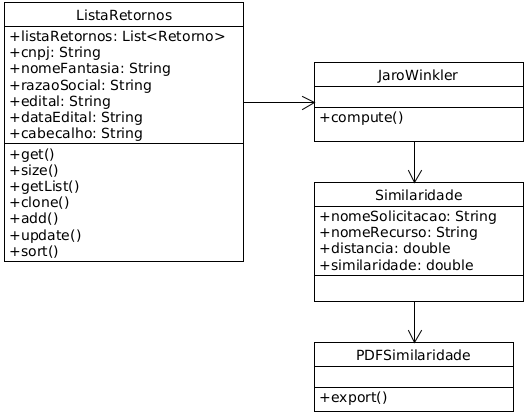 ListaRetornos
+listaRetornos: List<Retorno>
+cnpj: String
+nomeFantasia: String
+razaoSocial: String
+edital: String
+dataEdital: String
+cabecalho: String
+get()
+size()
+getList()
+clone()
+add()
+update()
+sort()
JaroWinkler
+compute()
Similaridade
+nomeSolicitacao: String
+nomeRecurso: String
+distancia: double
+similaridade: double
PDFSimilaridade
+export()